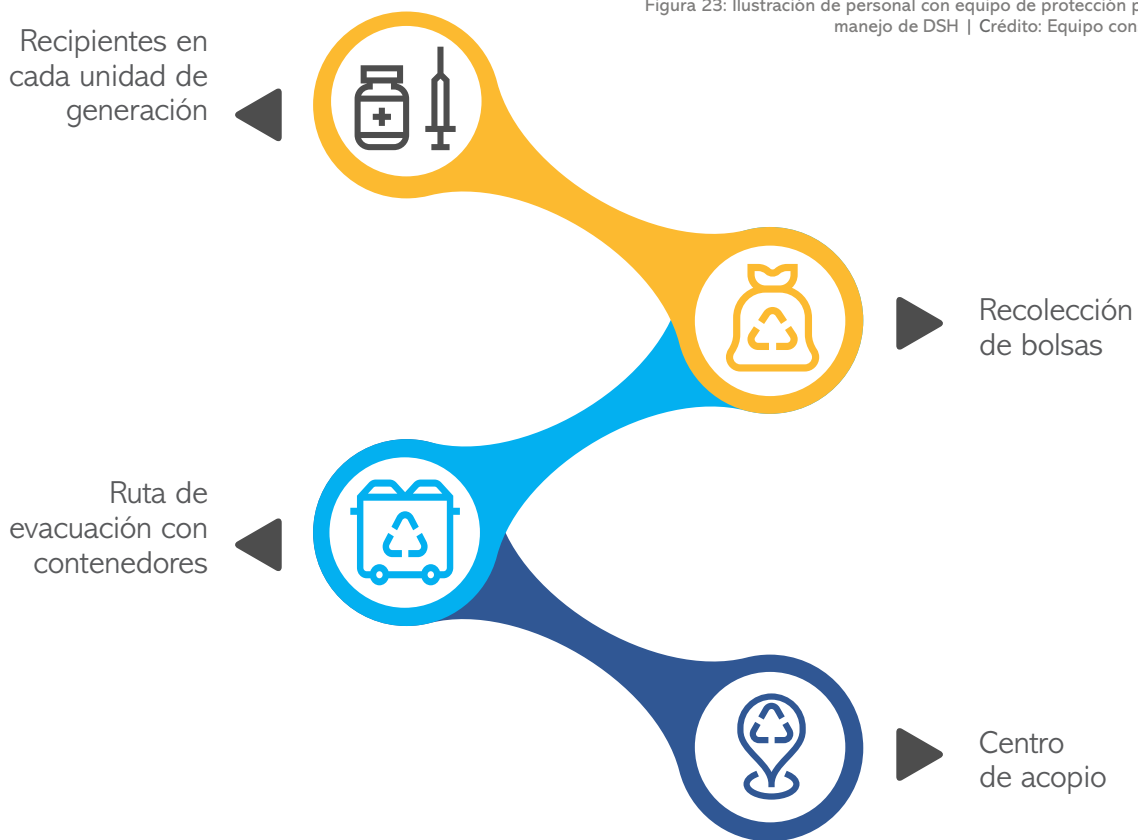 Figura 23: Ilustración de personal con equipo de protección p
manejo de DSH | Crédito: Equipo con
Recipientes en
cada unidad de
generación
Recolección
de bolsas
Ruta de
evacuación con
contenedores
Centro
de acopio